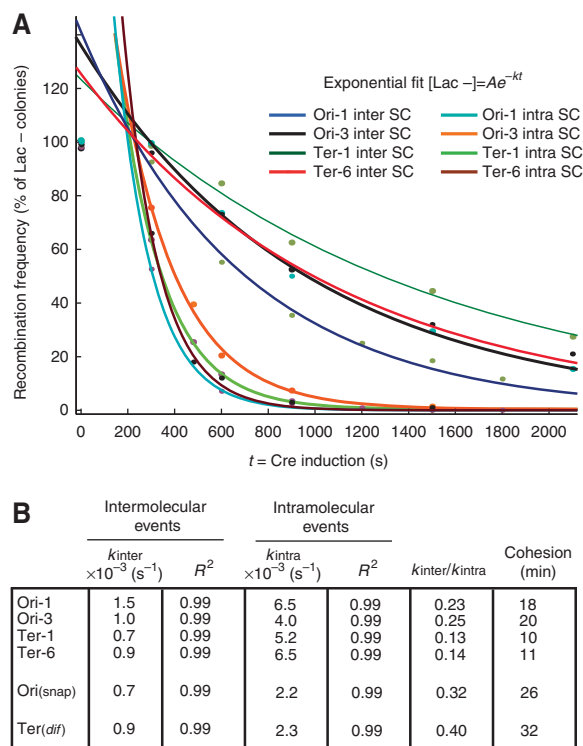 A
Exponential fit [Lac –]=Ae–kt
Ori-1 inter SC
Ori-1 intra SC
Ori-3 inter SC
Ori-3 intra SC
Ter-1 inter SC
Ter-1 intra SC
Ter-6 inter SC
Ter-6 intra SC
Recombination frequency (% of Lac – colonies)
120
100
80
60
40
20
0
0 200 400 600 800 1000 1200 1400 1600 1800 2000
t = Cre induction (s)
B
Intermolecular events
Intramolecular events
kinter ×10–3 (s–1)
R2
kintra ×10–3 (s–1)
R2
kinter/kintra
Cohesion (min)
Ori-1 1.5 0.99 6.5 0.99 0.23 18
Ori-3 1.0 0.99 4.0 0.99 0.25 20
Ter-1 0.7 0.99 5.2 0.99 0.13 10
Ter-6 0.9 0.99 6.5 0.99 0.14 11
Ori(snap) 0.7 0.99 2.2 0.99 0.32 26
Ter(dif) 0.9 0.99 2.3 0.99 0.40 32